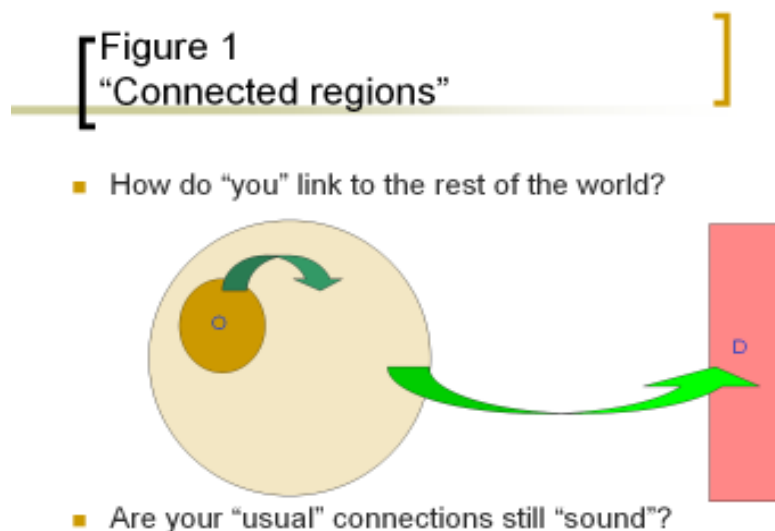 Figure 1
“Connected regions”
How do “you” link to the rest of the world?
O
D
Are your “usual” connections still “sound”?